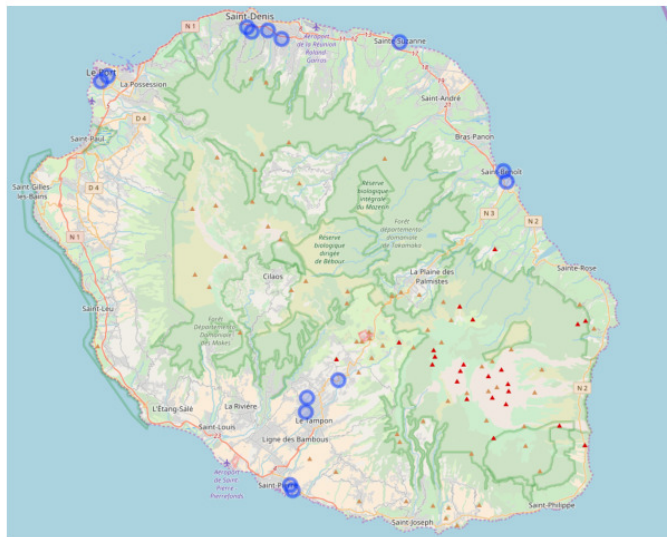 Saint-Denis
N 1
Aéroport
de la Réunion
Roland
Garros
Sainte-Suzanne
Le Port
La Possession
19
Saint-André
D 4
Bras-Panon
Saint-Paul
Saint-Benoît
Saint-Gilles
les-Bains
D 4
Réserve
biologique
intégrale
du Mazerin
Forêt
départemento
domaniale
de Takamaka
N 3
N 2
N 1
Réserve
biologique
dirigée
de Bébour
Cilaos
La Plaine des
Palmistes
Sainte-Rose
Saint-Leu
Forêt
Départemento
Domaniale
Des Makes
N 2
L'Étang-Salé
La Rivière
Le Tampon
Saint-Louis
Ligne des Bambous
Aéroport
de Saint
Pierre
Pierrefonds
Saint-Pierre
Saint-Philippe
Saint-Joseph